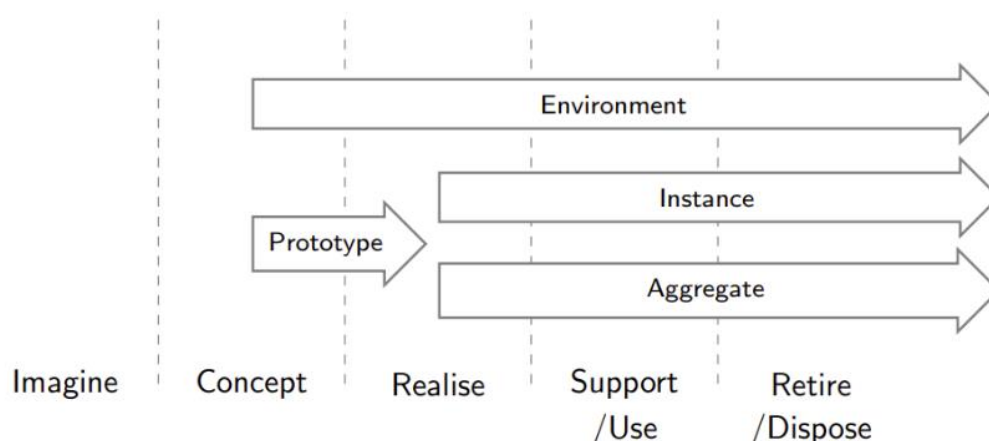 Environment
Instance
Prototype
Aggregate
Imagine
Concept
Realise
Support
/Use
Retire
/Dispose